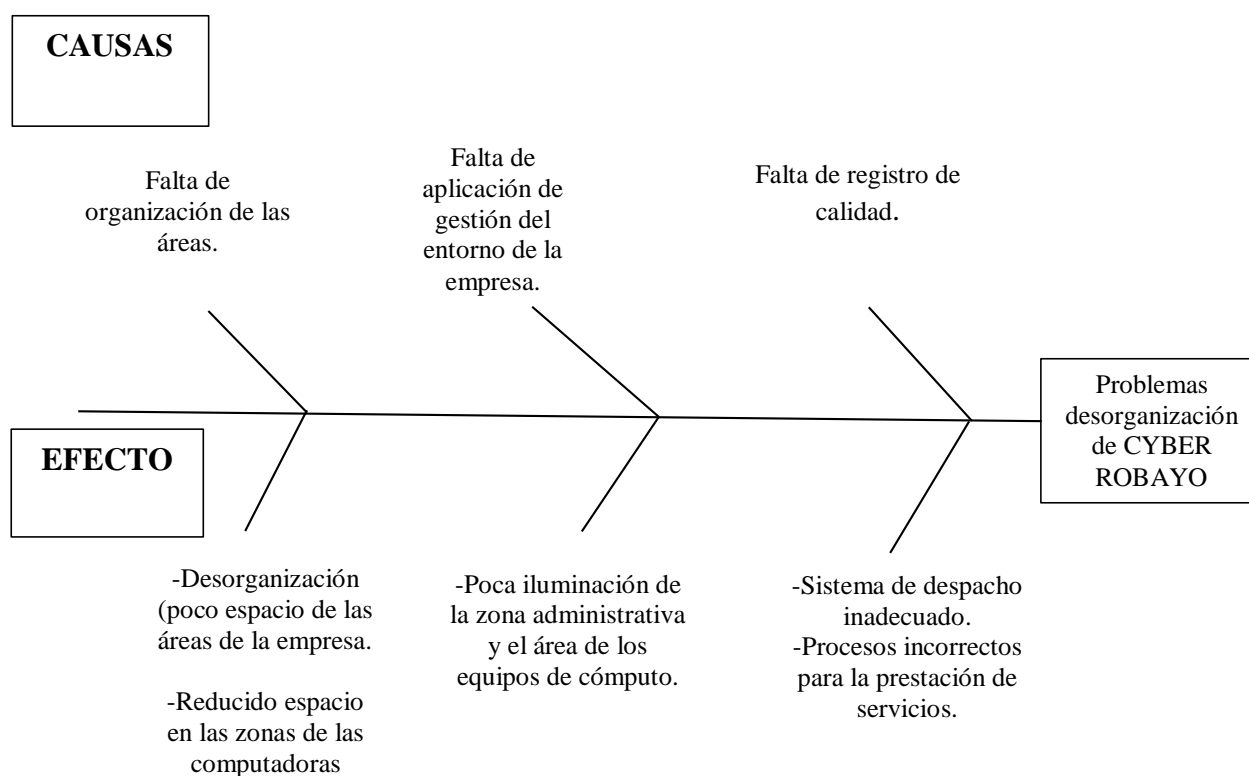 CAUSAS
Falta de
organización de las
áreas.
Falta de
aplicación de
gestión del
entorno de la
empresa.
Falta de registro de
calidad.
Problemas
desorganización
de CYBER
ROBAYO
EFECTO
-Desorganización
(poco espacio de las
áreas de la empresa.
-Reducido espacio
en las zonas de las
computadoras
-Poca iluminación de
la zona administrativa
y el área de los
equipos de cómputo.
-Sistema de despacho
inadecuado.
-Procesos incorrectos
para la prestación de
servicios.